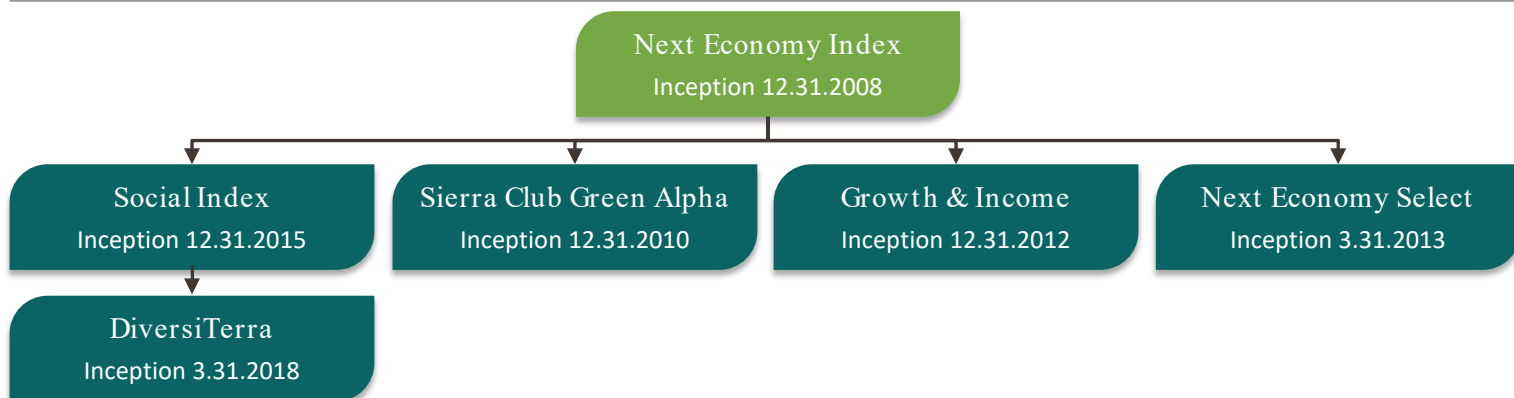 Next Economy Index
Inception 12.31.2008
Social Index
Inception 12.31.2015
Sierra Club Green Alpha
Inception 12.31.2010
Growth & Income
Inception 12.31.2012
Next Economy Select
Inception 3.31.2013
DiversiTerra
Inception 3.31.2018